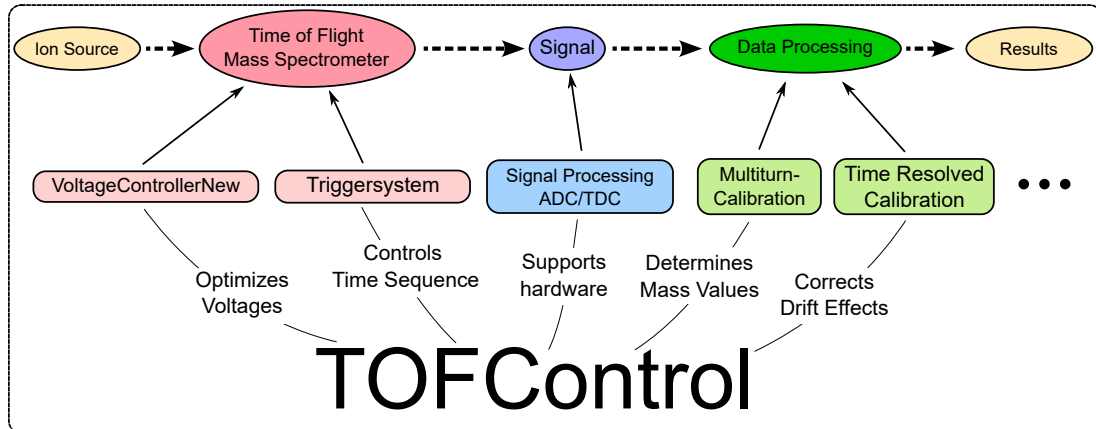 Ion Source
Time of Flight
Mass Spectrometer
Signal
Data Processing
Results
VoltageControllerNew
Triggersystem
Signal Processing
ADC/TDC
Multiturn-
Calibration
Time Resolved
Calibration
Optimizes
Voltages
Controls
Time Sequence
Supports
hardware
Determines
Mass Values
Corrects
Drift Effects
TOFControl